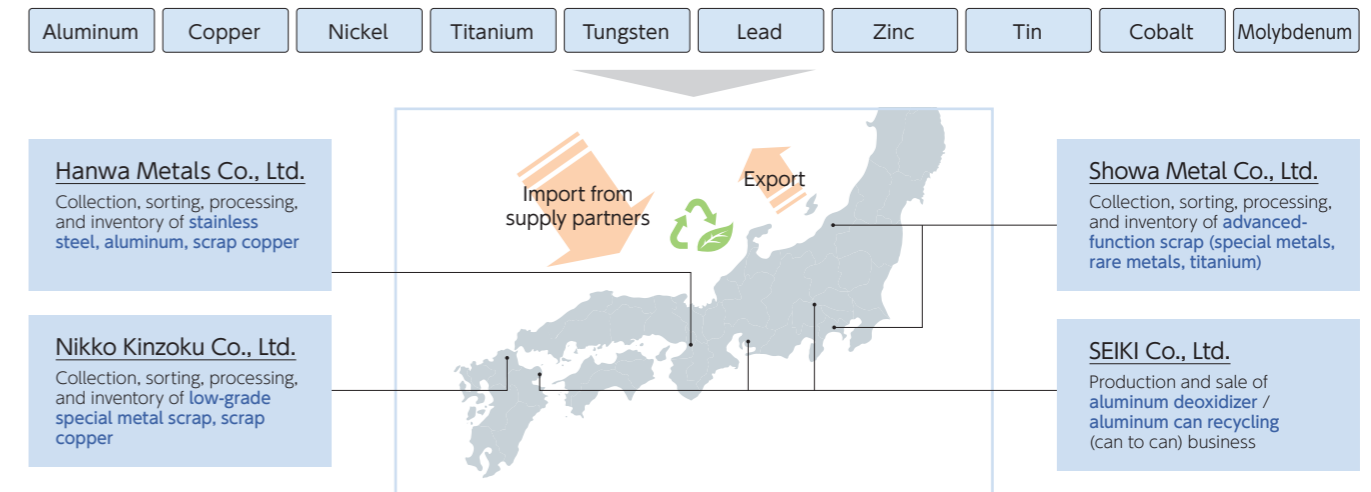 Aluminum
Copper
Nickel
Titanium
Tungsten
Lead
Zinc
Tin
Cobalt
Molybdenum
Hanwa Metals Co., Ltd.
Collection, sorting, processing,
and inventory of stainless
steel, aluminum, scrap copper
Nikko Kinzoku Co., Ltd.
Collection, sorting, processing,
and inventory of low-grade
special metal scrap, scrap
copper
Import from
supply partners
Export
Showa Metal Co., Ltd.
Collection, sorting, processing,
and inventory of advanced-
function scrap (special metals,
rare metals, titanium)
SEIKI Co., Ltd.
Production and sale of
aluminum deoxidizer /
aluminum can recycling
(can to can) business